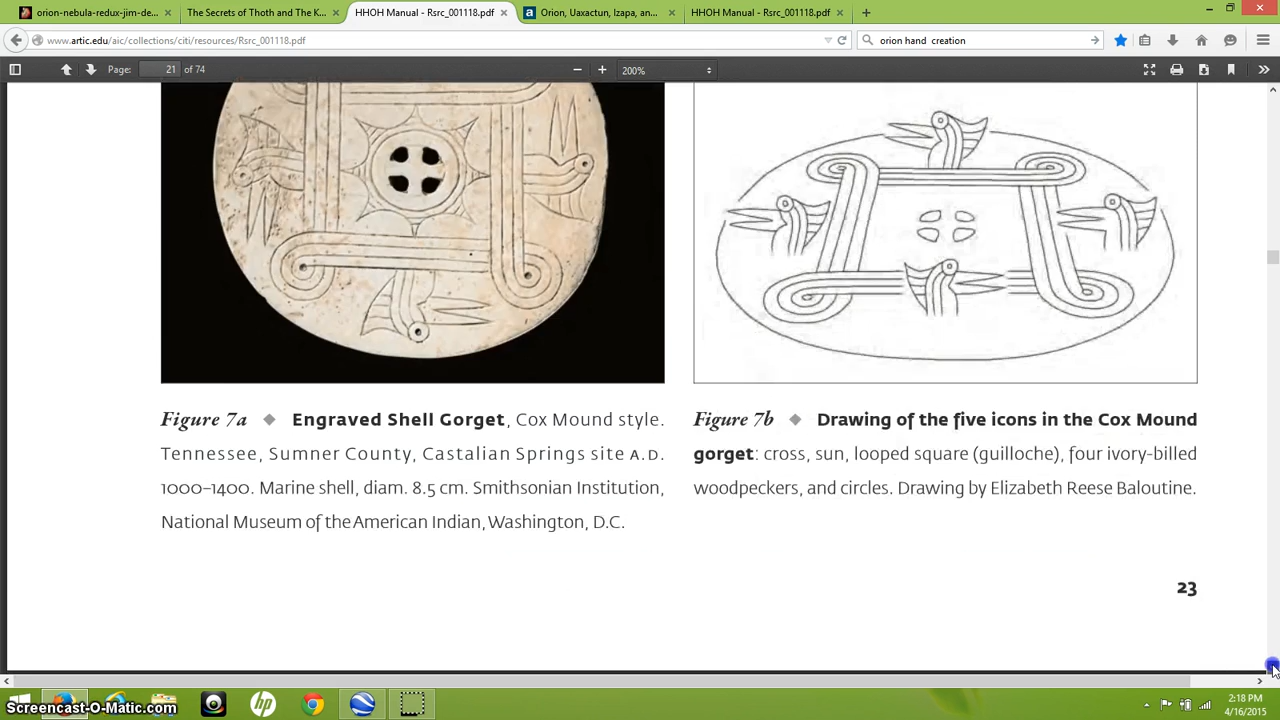 orion-nebula-redux-jim-de...
The Secrets of Thoth and The K...
HHOH Manual - Rsrc_001118.pdf
Orion, Uaxactun, Izapa, an...
HHOH Manual - Rsrc_001118.pdf
www.artic.edu/aic/collections/citi/resources/Rsrc_001118.pdf
orion hand creation
Page: 21 of 74
200%
Figure 7a ◆ Engraved Shell Gorget, Cox Mound style.
Tennessee, Sumner County, Castalian Springs site A.D.
1000–1400. Marine shell, diam. 8.5 cm. Smithsonian Institution,
National Museum of the American Indian, Washington, D.C.
Figure 7b ◆ Drawing of the five icons in the Cox Mound
gorget: cross, sun, looped square (guilloche), four ivory-billed
woodpeckers, and circles. Drawing by Elizabeth Reese Baloutine.
23
hp
Screencast-O-Matic.com
2:18 PM
4/16/2015